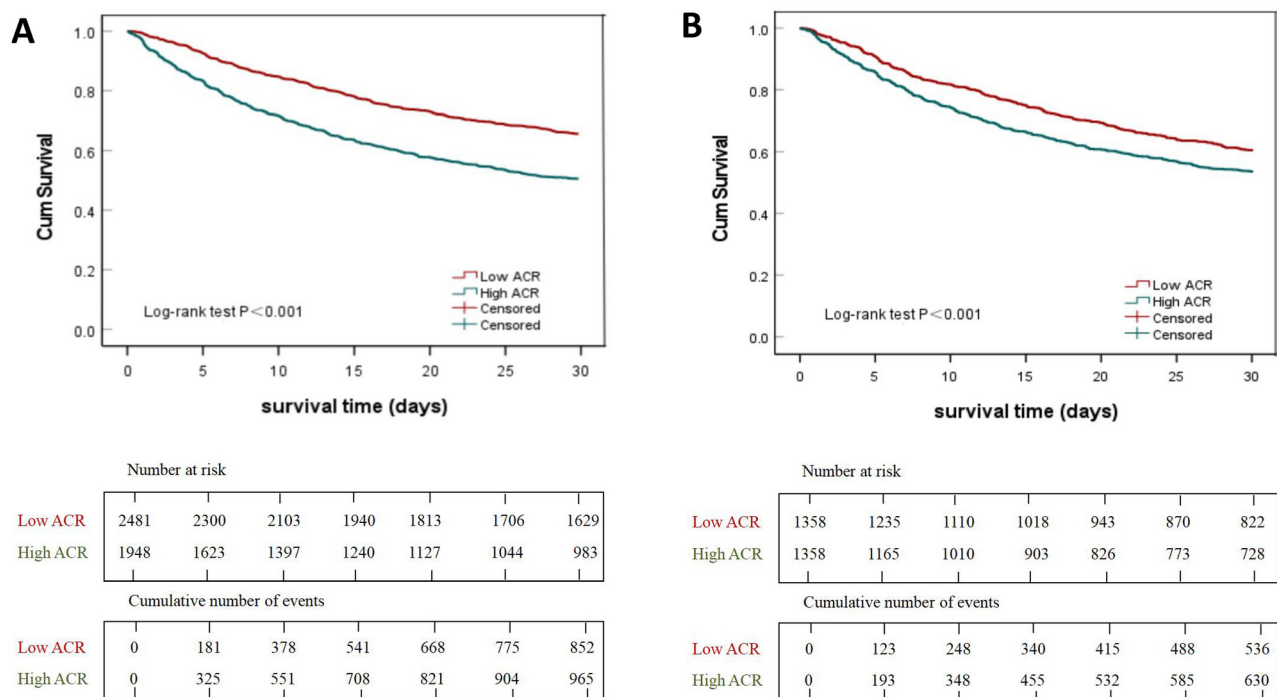 A
1.0
0.8
0.6
0.4
0.2
0.0
Cum Survival
Low ACR
High ACR
Censored
Censored
Log-rank test P<0.001
0 5 10 15 20 25 30
survival time (days)
Number at risk
Low ACR 2481 2300 2103 1940 1813 1706 1629
High ACR 1948 1623 1397 1240 1127 1044 983
Cumulative number of events
Low ACR 0 181 378 541 668 775 852
High ACR 0 325 551 708 821 904 965
B
1.0
0.8
0.6
0.4
0.2
0.0
Cum Survival
Low ACR
High ACR
Censored
Censored
Log-rank test P<0.001
0 5 10 15 20 25 30
survival time (days)
Number at risk
Low ACR 1358 1235 1110 1018 943 870 822
High ACR 1358 1165 1010 903 826 773 728
Cumulative number of events
Low ACR 0 123 248 340 415 488 536
High ACR 0 193 348 455 532 585 630